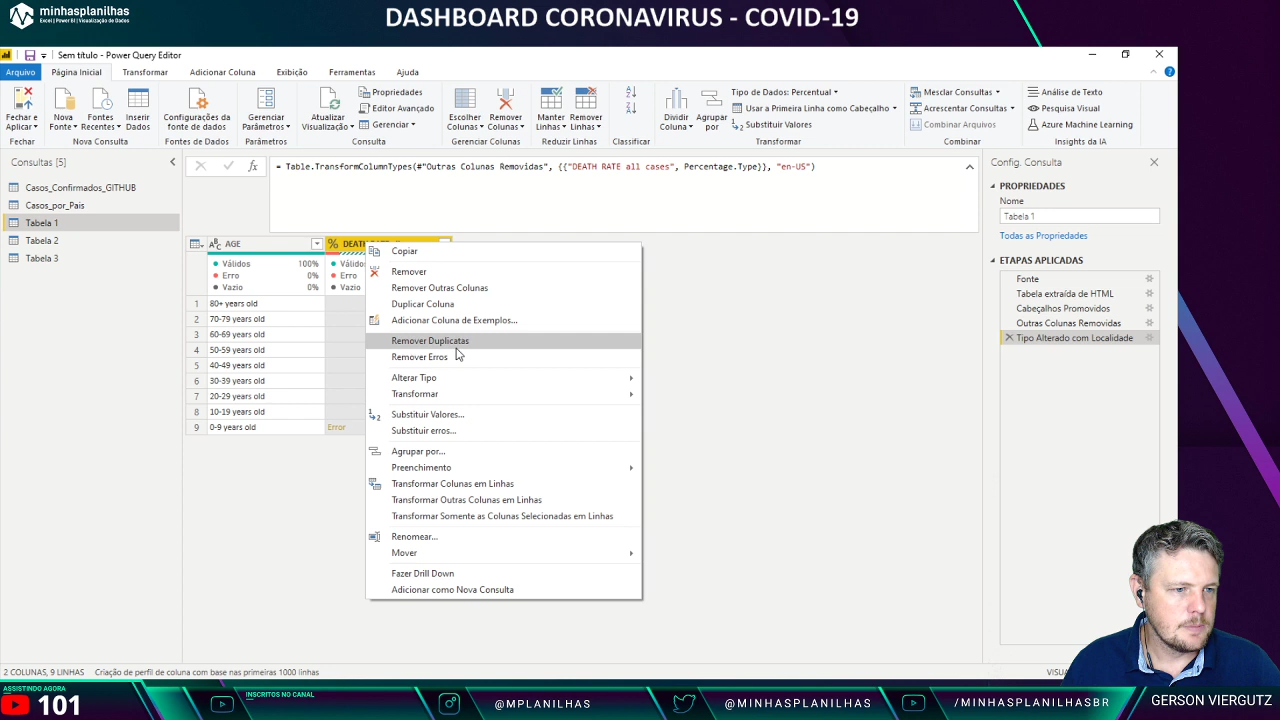 minhasplanilhas
Excel | Power BI | Visualização de Dados
DASHBOARD CORONAVIRUS - COVID-19
Sem título - Power Query Editor
Arquivo Página Inicial Transformar Adicionar Coluna Exibição Ferramentas Ajuda
Fechar e Aplicar
Nova Fonte
Fontes Recentes
Inserir Dados
Configurações da fonte de dados
Gerenciar Parâmetros
Atualizar Visualização
Propriedades
Editor Avançado
Gerenciar
Escolher Colunas
Remover Colunas
Manter Linhas
Remover Linhas
Dividir Coluna
Agrupar por
Tipo de Dados: Percentual
Usar a Primeira Linha como Cabeçalho
Substituir Valores
Mesclar Consultas
Acrescentar Consultas
Combinar Arquivos
Análise de Texto
Pesquisa Visual
Azure Machine Learning
Fechar Nova Consulta Fontes de Dados Parâmetros Consulta Gerenciar Colunas Reduzir Linhas Classificar Transformar Combinar Insights da IA
Consultas [5]
Casos_Confirmados_GITHUB
Casos_por_Pais
Tabela 1
Tabela 2
Tabela 3
fx
= Table.TransformColumnTypes(#"Outras Colunas Removidas", {{"DEATH RATE all cases", Percentage.Type}}, "en-US")
ABC AGE
Válidos 100%
Erro 0%
Vazio 0%
1 80+ years old
2 70-79 years old
3 60-69 years old
4 50-59 years old
5 40-49 years old
6 30-39 years old
7 20-29 years old
8 10-19 years old
9 0-9 years old Error
Copiar
Remover
Remover Outras Colunas
Duplicar Coluna
Adicionar Coluna de Exemplos...
Remover Duplicatas
Remover Erros
Alterar Tipo
Transformar
Substituir Valores...
Substituir erros...
Agrupar por...
Preenchimento
Transformar Colunas em Linhas
Transformar Outras Colunas em Linhas
Transformar Somente as Colunas Selecionadas em Linhas
Renomear...
Mover
Fazer Drill Down
Adicionar como Nova Consulta
Config. Consulta
PROPRIEDADES
Nome
Tabela 1
Todas as Propriedades
ETAPAS APLICADAS
Fonte
Tabela extraída de HTML
Cabeçalhos Promovidos
Outras Colunas Removidas
Tipo Alterado com Localidade
2 COLUNAS, 9 LINHAS Criação de perfil de coluna com base nas primeiras 1000 linhas
ASSISTINDO AGORA
101
INSCRITOS NO CANAL
@MPLANILHAS
@MINHASPLANILHAS
/MINHASPLANILHASBR
GERSON VIERGUTZ